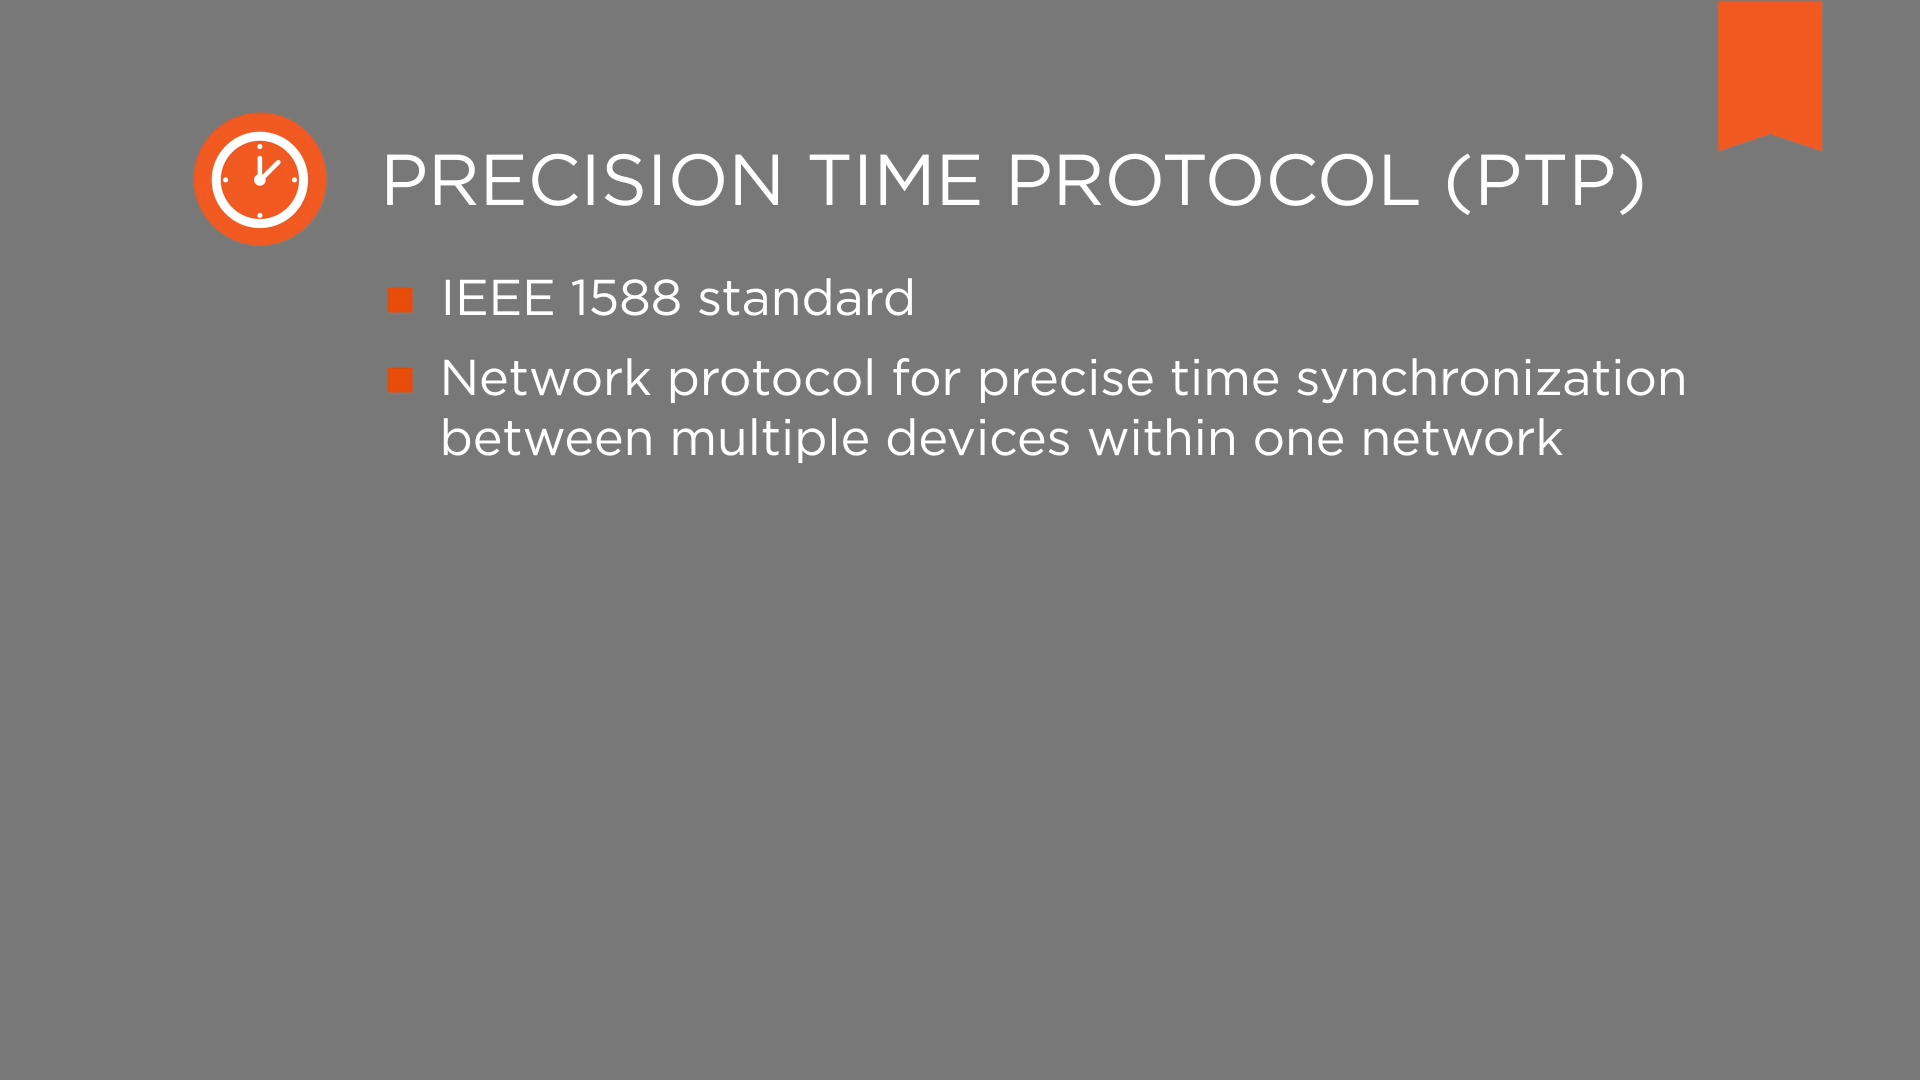 PRECISION TIME PROTOCOL (PTP)
IEEE 1588 standard
Network protocol for precise time synchronization
between multiple devices within one network